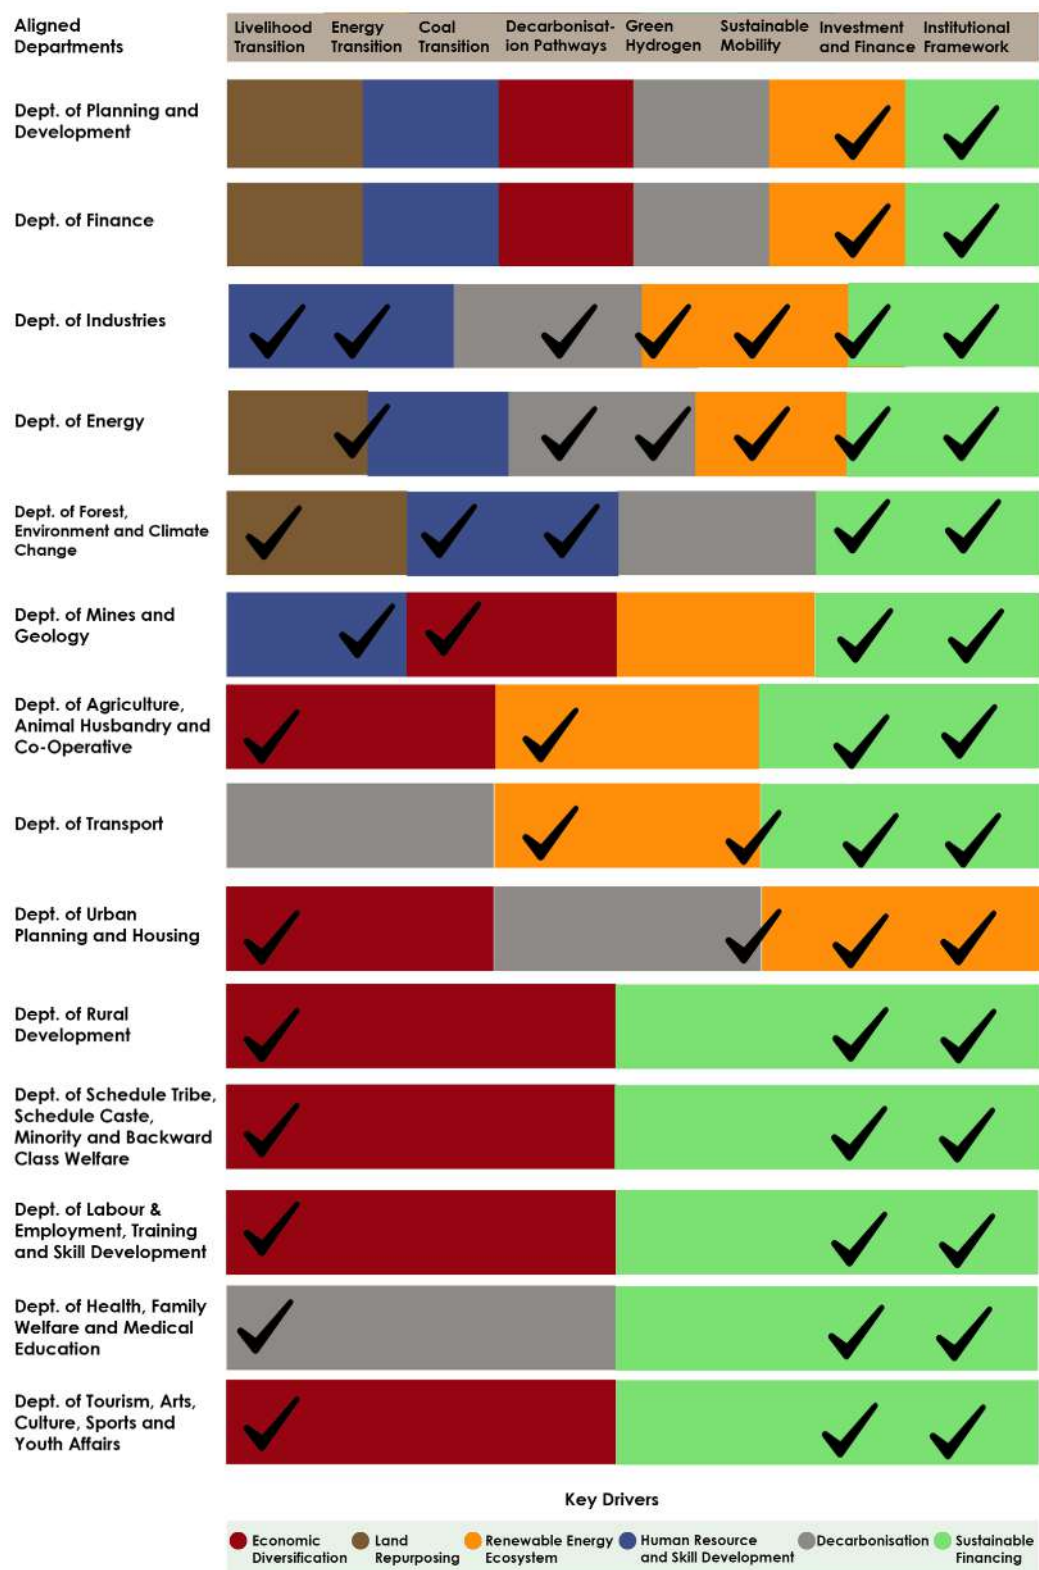 Aligned
Departments
Livelihood
Transition
Energy
Transition
Coal
Transition
Decarbonisat-
ion Pathways
Green
Hydrogen
Sustainable
Mobility
Investment
and Finance
Institutional
Framework
Dept. of Planning and
Development
Dept. of Finance
Dept. of Industries
Dept. of Energy
Dept. of Forest,
Environment and Climate
Change
Dept. of Mines and
Geology
Dept. of Agriculture,
Animal Husbandry and
Co-Operative
Dept. of Transport
Dept. of Urban
Planning and Housing
Dept. of Rural
Development
Dept. of Schedule Tribe,
Schedule Caste,
Minority and Backward
Class Welfare
Dept. of Labour &
Employment, Training
and Skill Development
Dept. of Health, Family
Welfare and Medical
Education
Dept. of Tourism, Arts,
Culture, Sports and
Youth Affairs
Key Drivers
Economic
Diversification
Land
Repurposing
Renewable Energy
Ecosystem
Human Resource
and Skill Development
Decarbonisation
Sustainable
Financing